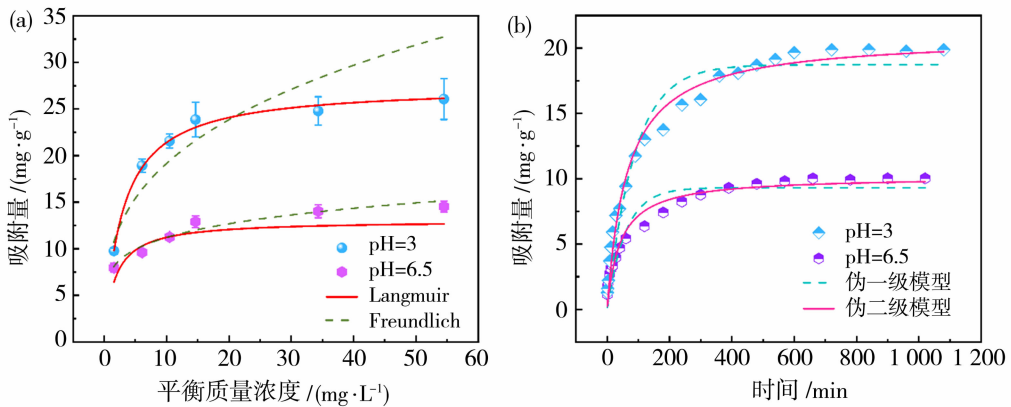 (a)
35
30
25
20
15
10
5
0
吸附量/(mg·g⁻¹)
pH=3
pH=6.5
Langmuir
Freundlich
0 10 20 30 40 50 60
平衡质量浓度/(mg·L⁻¹)
(b)
20
15
10
5
0
吸附量/(mg·g⁻¹)
pH=3
pH=6.5
伪一级模型
伪二级模型
0 200 400 600 800 1 000 1 200
时间/min